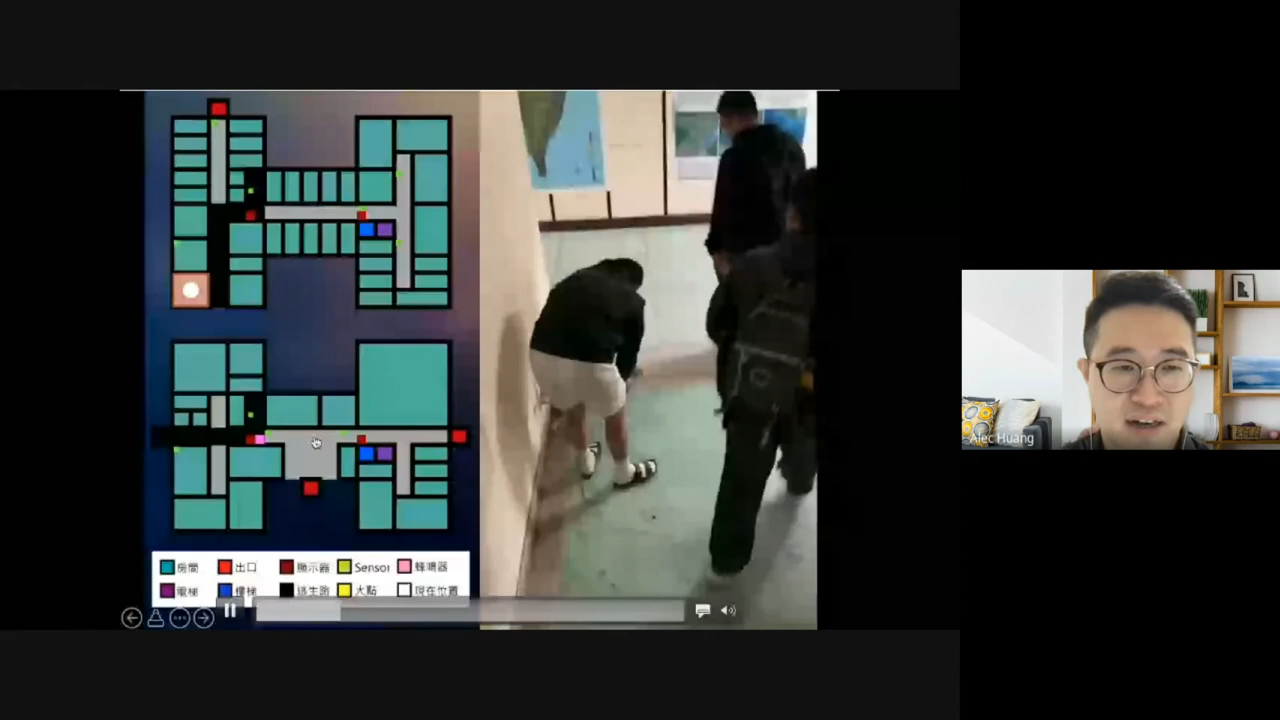 房間 出口 顯示器 Sensor 蜂鳴器
電梯 樓梯 逃生路 火點 現在位置
Alec Huang